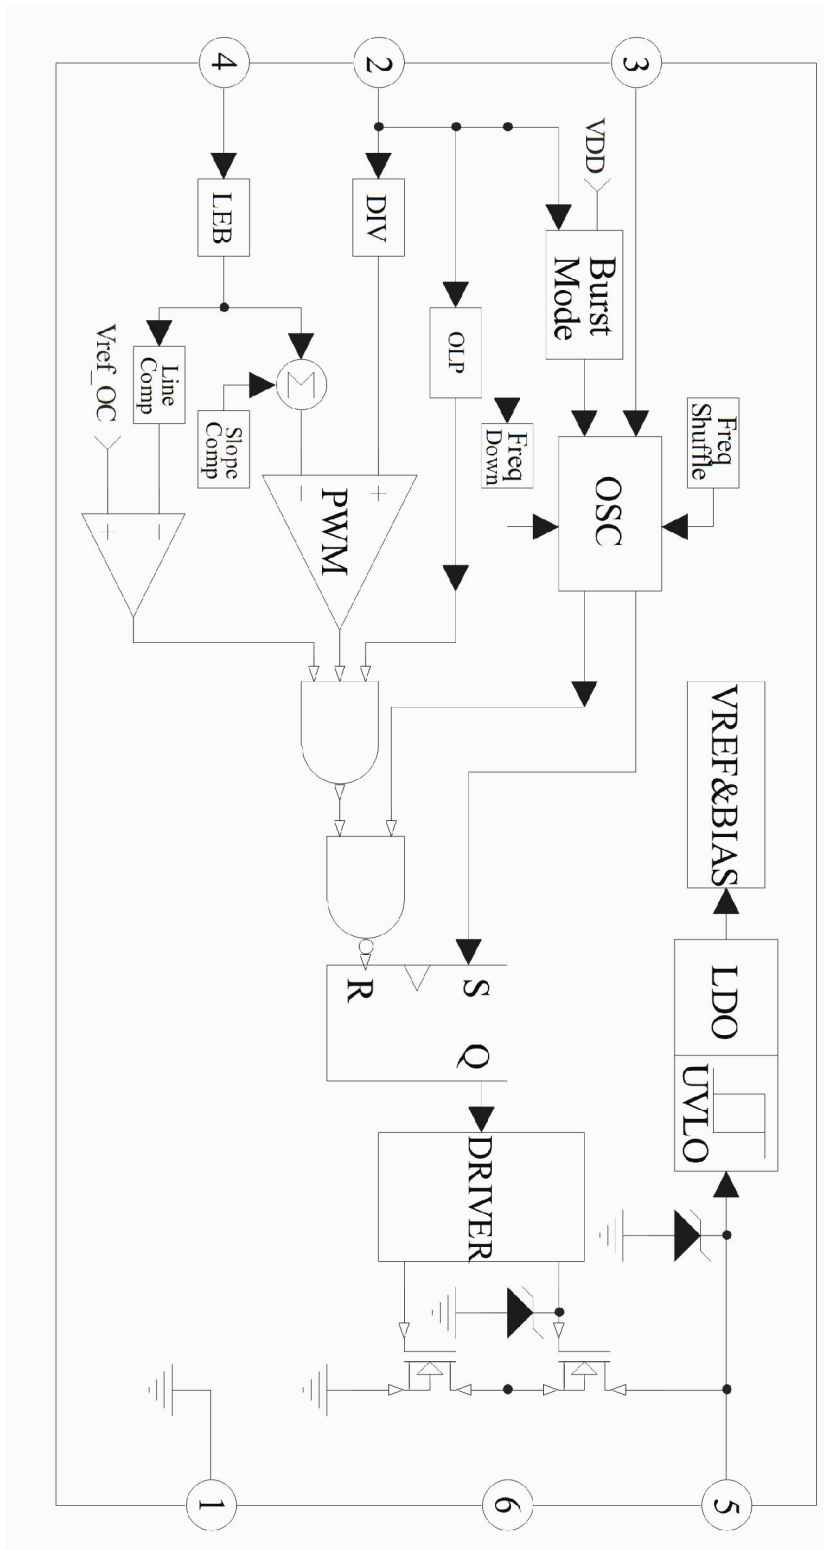 3
2
4
VDD
Freq
Shuffle
Burst
Mode
OSC
Freq
Down
OLP
DIV
LEB
Σ
Slope
Comp
Line
Comp
Vref_OC
+
−
PWM
−
+
VREF&BIAS
LDO
UVLO
S
Q
R
DRIVER
5
6
1